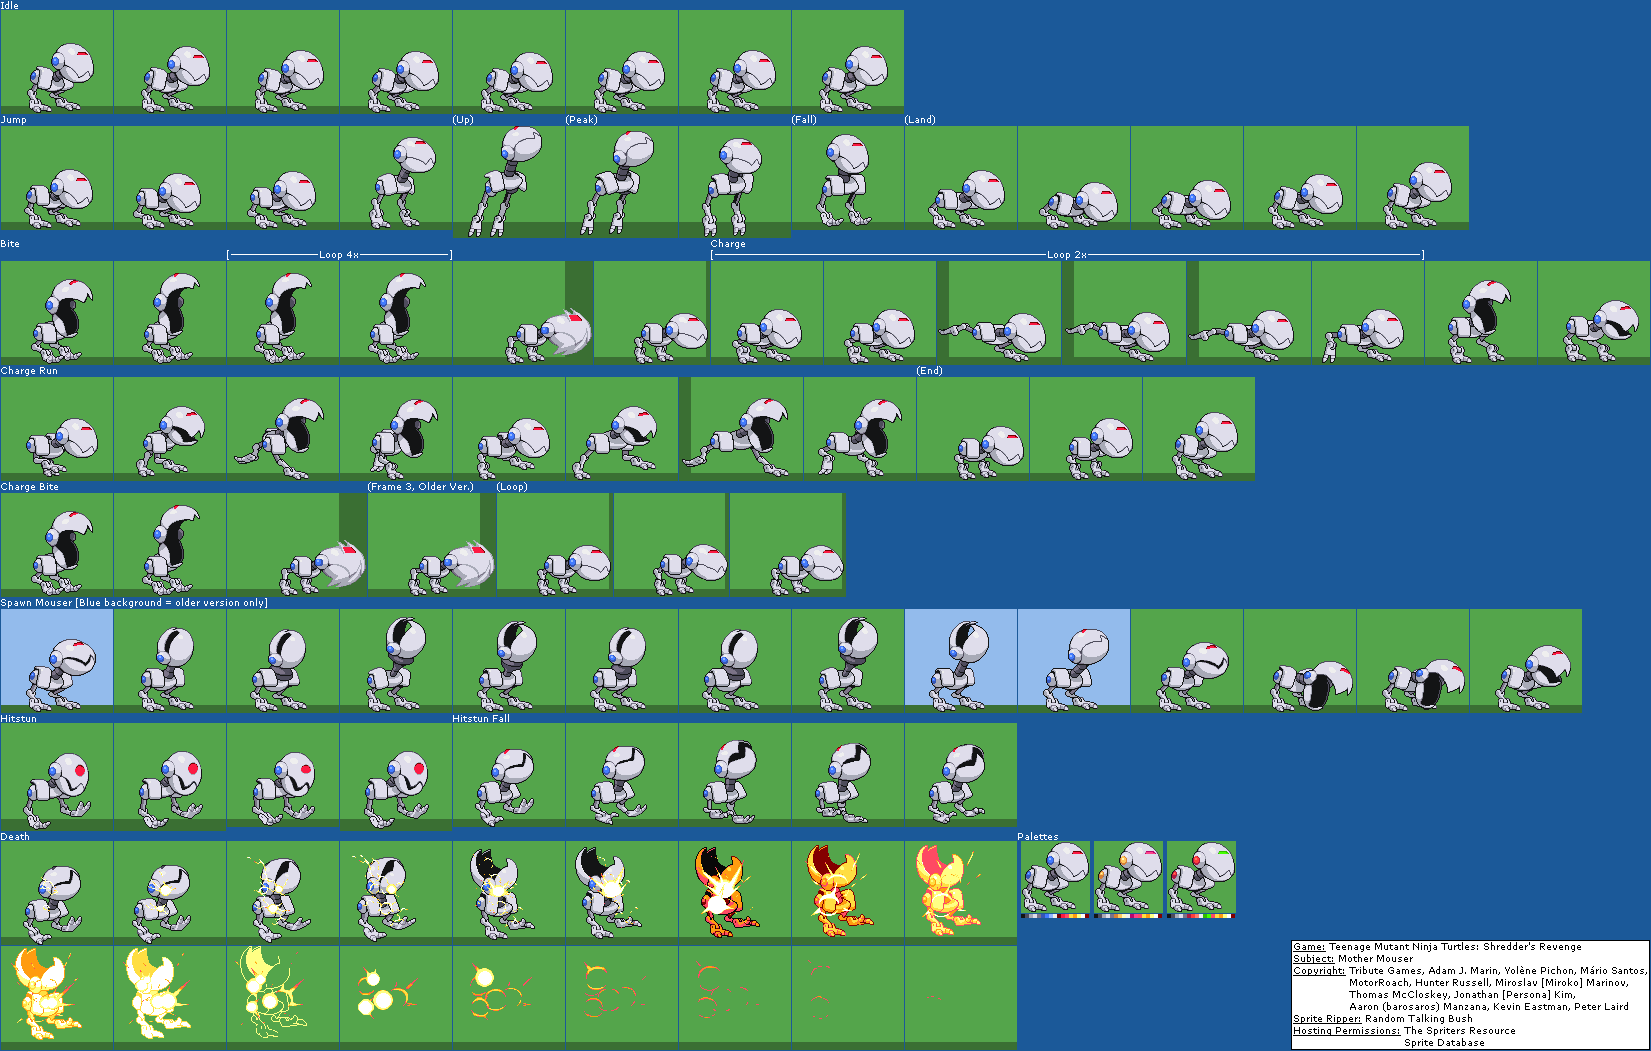 Idle
Jump
(Up)
(Peak)
(Fall)
(Land)
Bite
Charge
[ Loop 4x ]
[ Loop 2x ]
Charge Run
(End)
Charge Bite
(Frame 3, Older Ver.)
(Loop)
Spawn Mouser [Blue background = older version only]
Hitstun
Hitstun Fall
Death
Palettes
Game: Teenage Mutant Ninja Turtles: Shredder's Revenge
Subject: Mother Mouser
Copyright: Tribute Games, Adam J. Marin, Yolène Pichon, Mário Santos,
MotorRoach, Hunter Russell, Miroslav [Miroko] Marinov,
Thomas McCloskey, Jonathan [Persona] Kim,
Aaron (barosaros) Manzana, Kevin Eastman, Peter Laird
Sprite Ripper: Random Talking Bush
Hosting Permissions: The Spriters Resource
Sprite Database